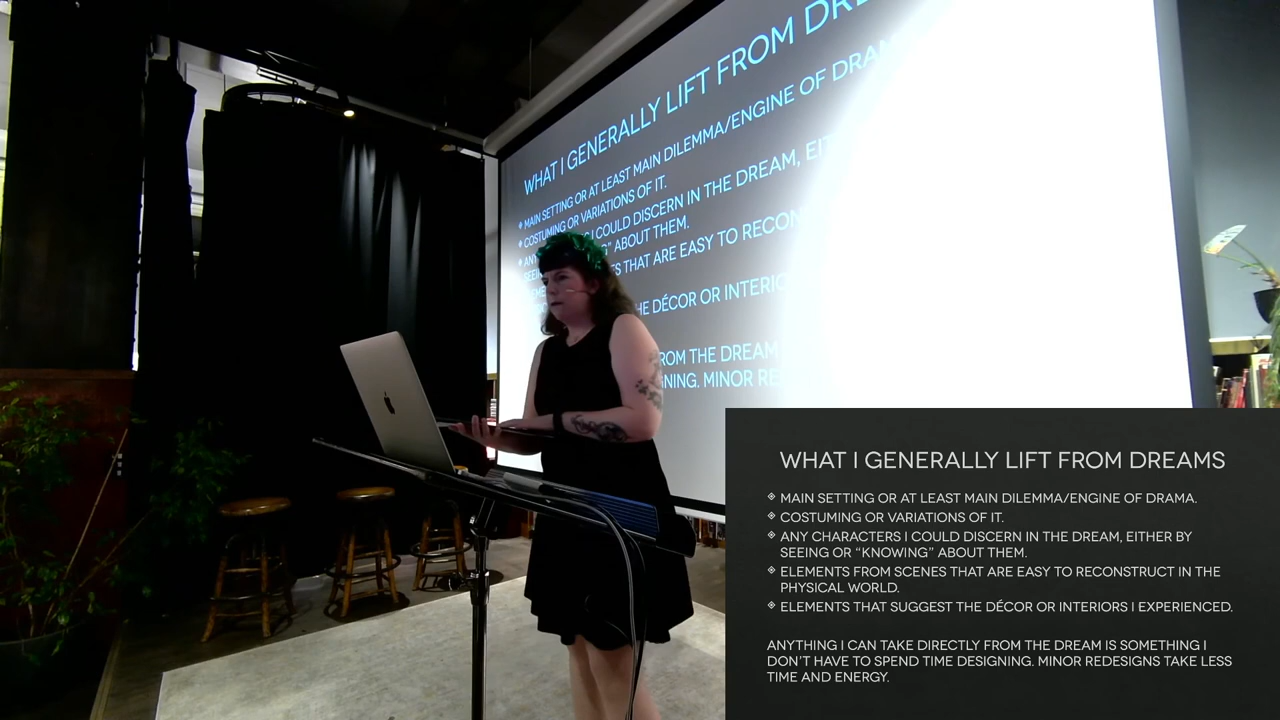 WHAT I GENERALLY LIFT FROM DRE
MAIN SETTING OR AT LEAST MAIN DILEMMA/ENGINE OF DRAM
COSTUMING OR VARIATIONS OF IT.
I COULD DISCERN IN THE DREAM, EIT
ABOUT THEM.
THAT ARE EASY TO RECON
DÉCOR OR INTERIO
ROM THE DREAM
NING. MINOR RE
WHAT I GENERALLY LIFT FROM DREAMS
MAIN SETTING OR AT LEAST MAIN DILEMMA/ENGINE OF DRAMA.
COSTUMING OR VARIATIONS OF IT.
ANY CHARACTERS I COULD DISCERN IN THE DREAM, EITHER BY
SEEING OR “KNOWING” ABOUT THEM.
ELEMENTS FROM SCENES THAT ARE EASY TO RECONSTRUCT IN THE
PHYSICAL WORLD.
ELEMENTS THAT SUGGEST THE DÉCOR OR INTERIORS I EXPERIENCED.
ANYTHING I CAN TAKE DIRECTLY FROM THE DREAM IS SOMETHING I
DON'T HAVE TO SPEND TIME DESIGNING. MINOR REDESIGNS TAKE LESS
TIME AND ENERGY.